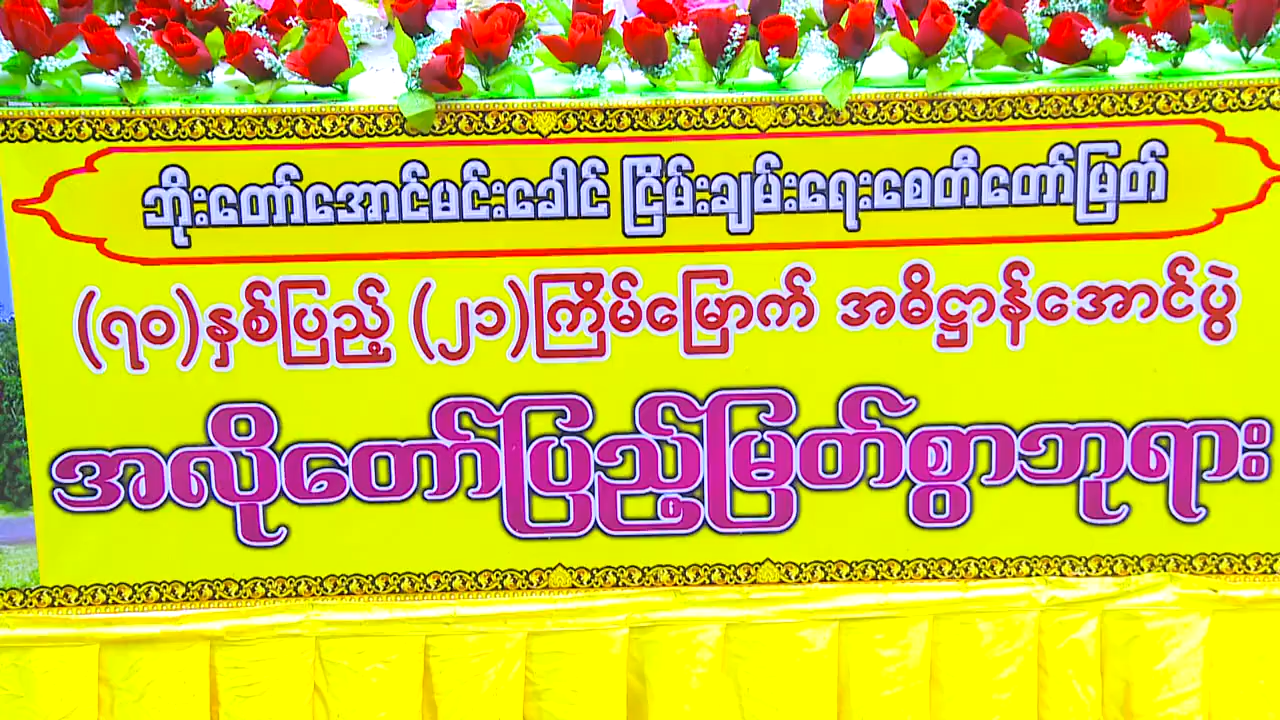 ဘိုးတော်အောင်မင်းခေါင် ငြိမ်းချမ်းရေးစေတီတော်မြတ်
(၇၀)နှစ်ပြည့် (၂၁)ကြိမ်မြောက် အဓိဋ္ဌာန်အောင်ပွဲ
အလိုတော်ပြည့်မြတ်စွာဘုရား